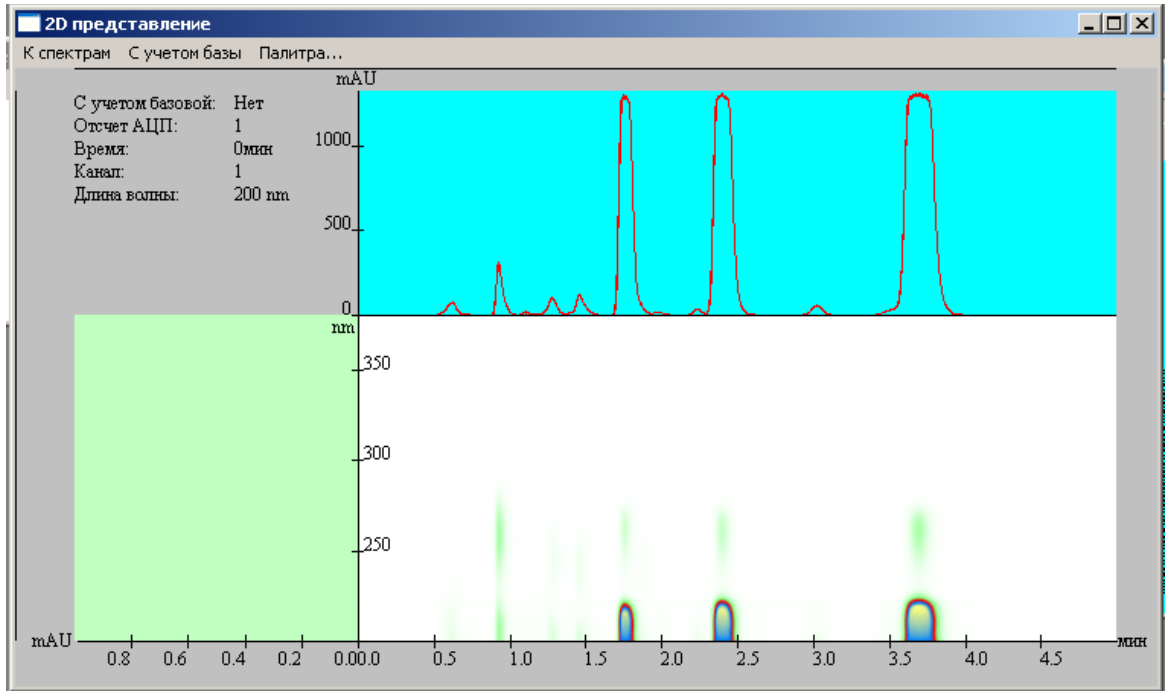 2D представление
К спектрам С учетом базы Палитра...
mAU
С учетом базовой: Нет
Отсчет АЦП: 1
Время: 0мин
Канал: 1
Длина волны: 200 nm
1000
500
0
nm
350
300
250
mAU
мин
0.8 0.6 0.4 0.2 0.00.0 0.5 1.0 1.5 2.0 2.5 3.0 3.5 4.0 4.5